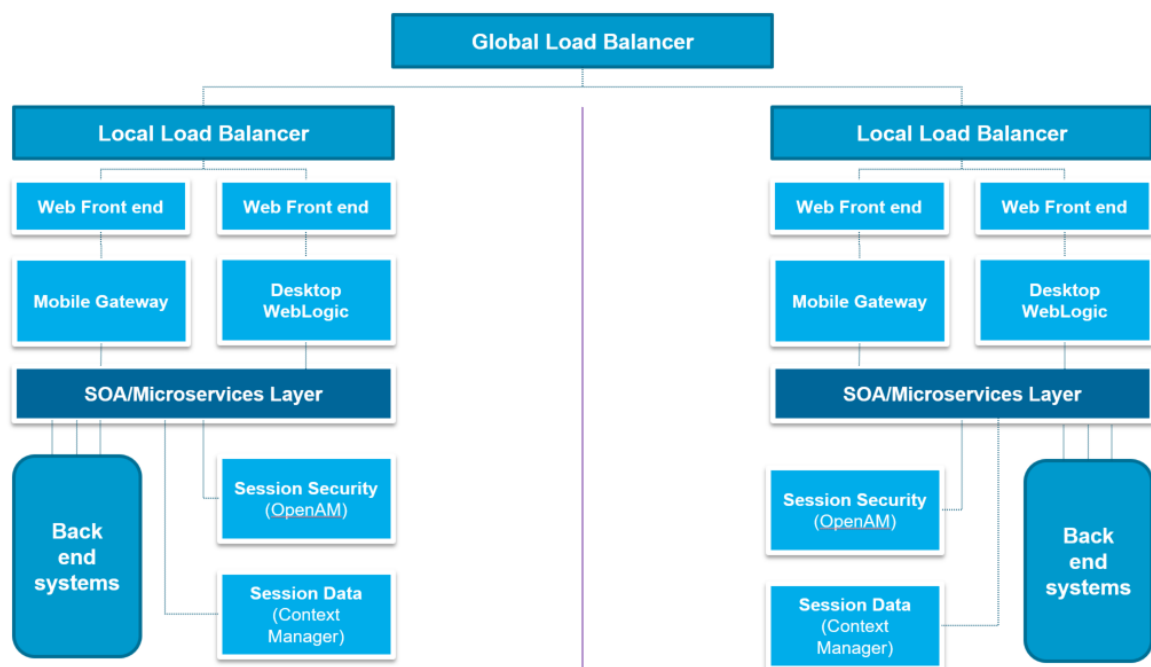 Global Load Balancer
Local Load Balancer
Web Front end
Web Front end
Mobile Gateway
Desktop
WebLogic
SOA/Microservices Layer
Back
end
systems
Session Security
(OpenAM)
Session Data
(Context
Manager)
Local Load Balancer
Web Front end
Web Front end
Mobile Gateway
Desktop
WebLogic
SOA/Microservices Layer
Session Security
(OpenAM)
Session Data
(Context
Manager)
Back
end
systems